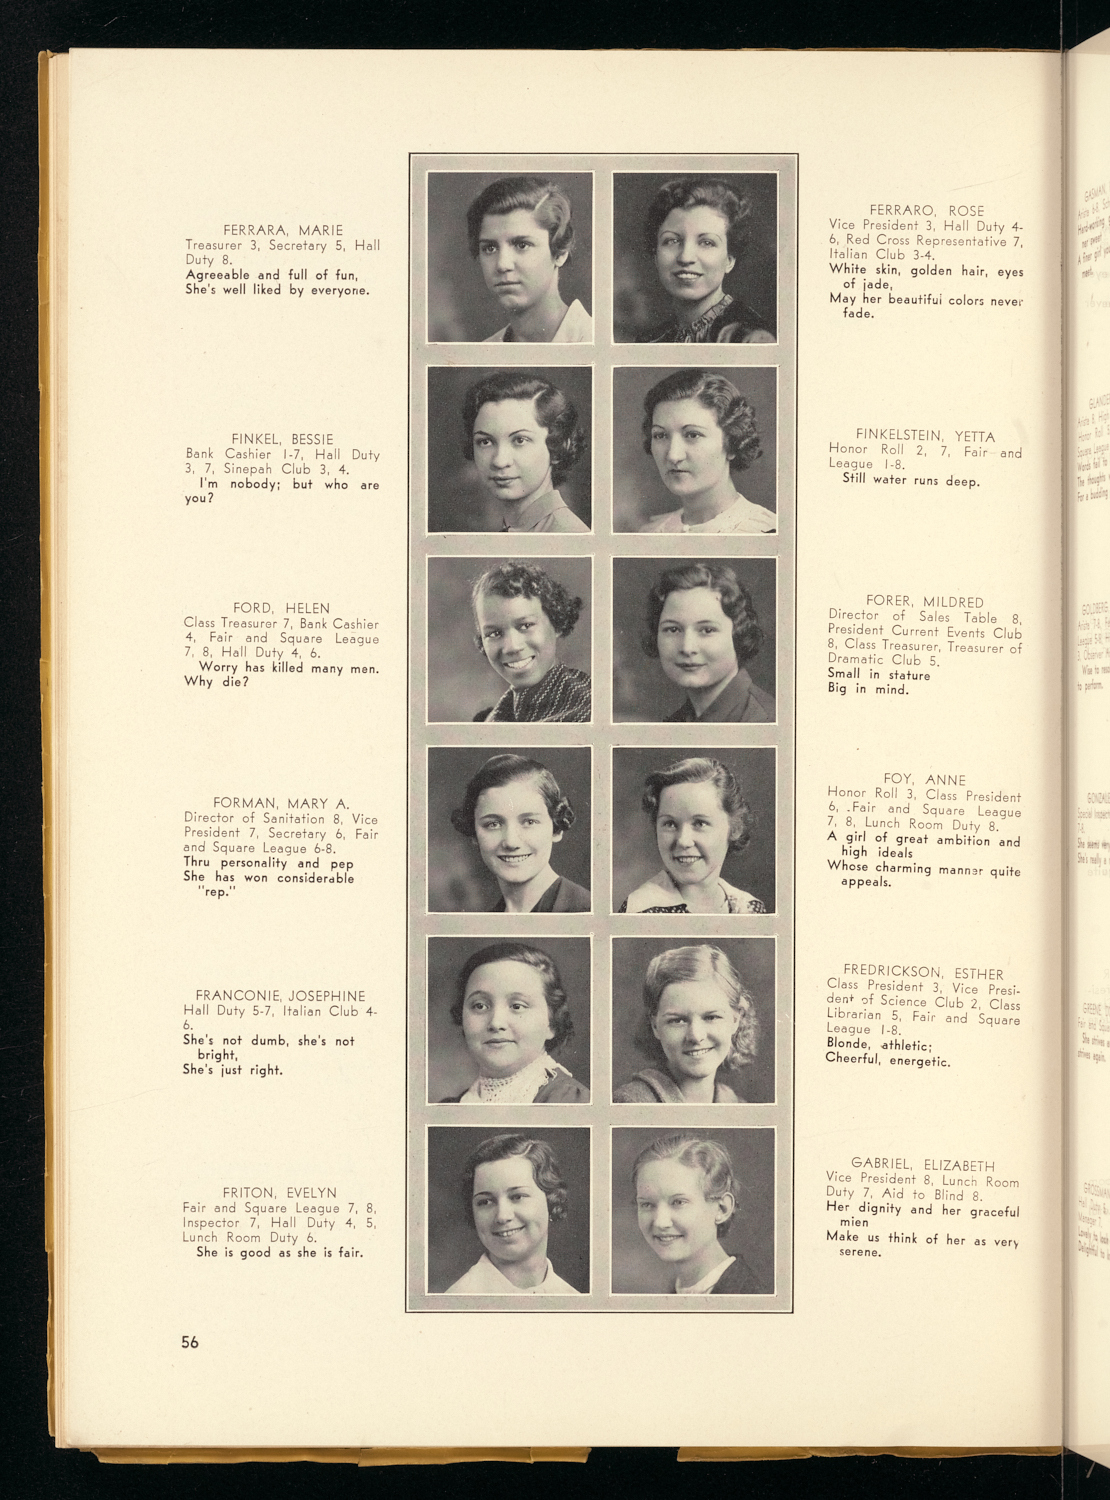 FERRARA, MARIE
Treasurer 3, Secretary 5, Hall
Duty 8.
Agreeable and full of fun,
She's well liked by everyone.
FERRARO, ROSE
Vice President 3, Hall Duty 4-
6, Red Cross Representative 7,
Italian Club 3-4.
White skin, golden hair, eyes
of jade,
May her beautiful colors never
fade.
FINKEL, BESSIE
Bank Cashier 1-7, Hall Duty
3, 7, Sinepah Club 3, 4.
I'm nobody; but who are
you?
FINKELSTEIN, YETTA
Honor Roll 2, 7, Fair and
League 1-8.
Still water runs deep.
FORD, HELEN
Class Treasurer 7, Bank Cashier
4, Fair and Square League
7, 8, Hall Duty 4, 6.
Worry has killed many men.
Why die?
FORER, MILDRED
Director of Sales Table 8,
President Current Events Club
8, Class Treasurer, Treasurer of
Dramatic Club 5.
Small in stature
Big in mind.
FORMAN, MARY A.
Director of Sanitation 8, Vice
President 7, Secretary 6, Fair
and Square League 6-8.
Thru personality and pep
She has won considerable
"rep."
FOY, ANNE
Honor Roll 3, Class President
6, .Fair and Square League
7, 8, Lunch Room Duty 8.
A girl of great ambition and
high ideals
Whose charming manner quite
appeals.
FRANCONIE, JOSEPHINE
Hall Duty 5-7, Italian Club 4-
6.
She's not dumb, she's not
bright,
She's just right.
FREDRICKSON, ESTHER
Class President 3, Vice Presi-
dent of Science Club 2, Class
Librarian 5, Fair and Square
League 1-8.
Blonde, athletic;
Cheerful, energetic.
FRITON, EVELYN
Fair and Square League 7, 8,
Inspector 7, Hall Duty 4, 5,
Lunch Room Duty 6.
She is good as she is fair.
GABRIEL, ELIZABETH
Vice President 8, Lunch Room
Duty 7, Aid to Blind 8.
Her dignity and her graceful
mien
Make us think of her as very
serene.
56